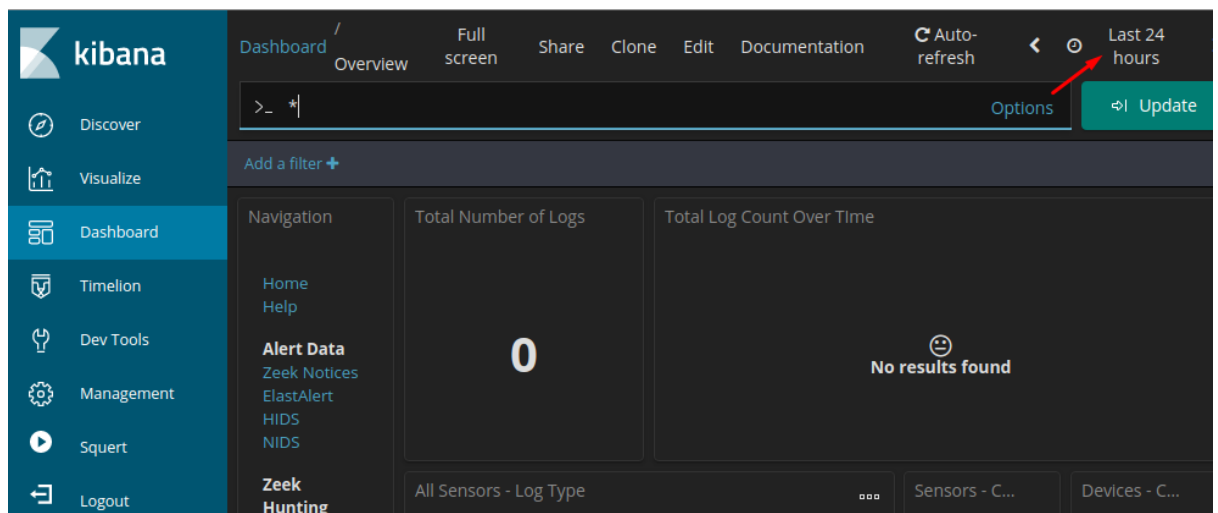 kibana
Discover
Visualize
Dashboard
Timelion
Dev Tools
Management
Squert
Logout
Dashboard / Overview
Full screen
Share
Clone
Edit
Documentation
Auto-refresh
Last 24 hours
>_ *
Options
Update
Add a filter +
Navigation
Home
Help
Alert Data
Zeek Notices
ElastAlert
HIDS
NIDS
Zeek
Hunting
Total Number of Logs
0
Total Log Count Over TIme
No results found
All Sensors - Log Type
Sensors - C...
Devices - C...